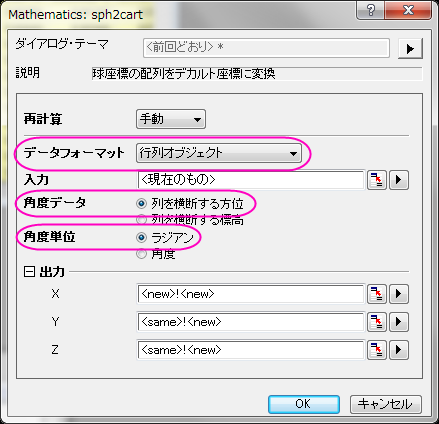 Mathematics: sph2cart
ダイアログ・テーマ <前回どおり> *
説明 球座標の配列をデカルト座標に変換
再計算 手動
データフォーマット 行列オブジェクト
入力 <現在のもの>
角度データ 列を横断する方位
列を横断する標高
角度単位 ラジアン
角度
出力
X <new>!<new>
Y <same>!<new>
Z <same>!<new>
OK キャンセル